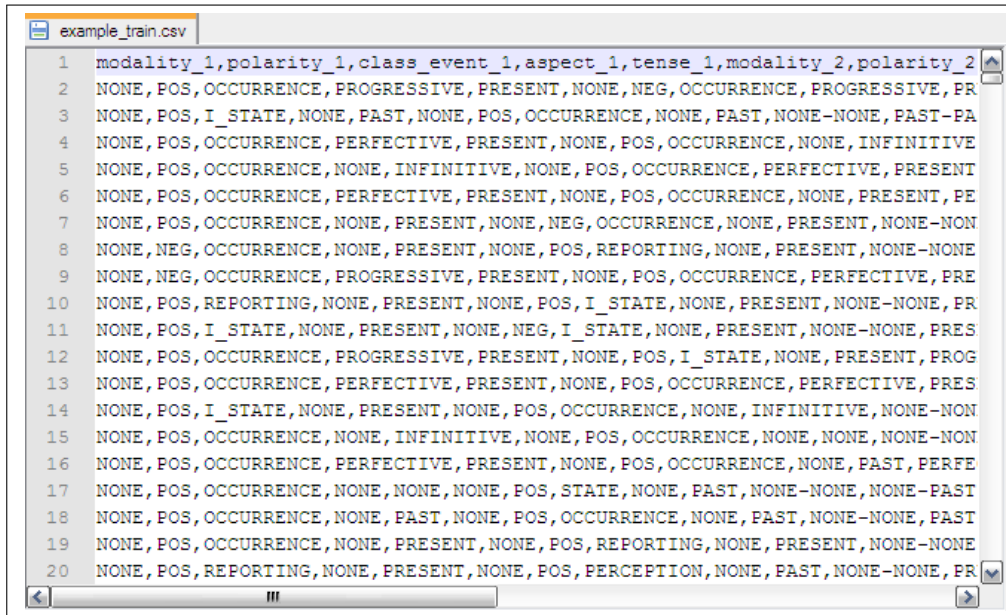 example_train.csv
1 modality_1,polarity_1,class_event_1,aspect_1,tense_1,modality_2,polarity_2
2 NONE,POS,OCCURRENCE,PROGRESSIVE,PRESENT,NONE,NEG,OCCURRENCE,PROGRESSIVE,PR
3 NONE,POS,I_STATE,NONE,PAST,NONE,POS,OCCURRENCE,NONE,PAST,NONE-NONE,PAST-PA
4 NONE,POS,OCCURRENCE,PERFECTIVE,PRESENT,NONE,POS,OCCURRENCE,NONE,INFINITIVE
5 NONE,POS,OCCURRENCE,NONE,INFINITIVE,NONE,POS,OCCURRENCE,PERFECTIVE,PRESENT
6 NONE,POS,OCCURRENCE,PERFECTIVE,PRESENT,NONE,POS,OCCURRENCE,NONE,PRESENT,PE
7 NONE,POS,OCCURRENCE,NONE,PRESENT,NONE,NEG,OCCURRENCE,NONE,PRESENT,NONE-NON
8 NONE,NEG,OCCURRENCE,NONE,PRESENT,NONE,POS,REPORTING,NONE,PRESENT,NONE-NONE
9 NONE,NEG,OCCURRENCE,PROGRESSIVE,PRESENT,NONE,POS,OCCURRENCE,PERFECTIVE,PRE
10 NONE,POS,REPORTING,NONE,PRESENT,NONE,POS,I_STATE,NONE,PRESENT,NONE-NONE,PR
11 NONE,POS,I_STATE,NONE,PRESENT,NONE,NEG,I_STATE,NONE,PRESENT,NONE-NONE,PRES
12 NONE,POS,OCCURRENCE,PROGRESSIVE,PRESENT,NONE,POS,I_STATE,NONE,PRESENT,PROG
13 NONE,POS,OCCURRENCE,PERFECTIVE,PRESENT,NONE,POS,OCCURRENCE,PERFECTIVE,PRES
14 NONE,POS,I_STATE,NONE,PRESENT,NONE,POS,OCCURRENCE,NONE,INFINITIVE,NONE-NON
15 NONE,POS,OCCURRENCE,NONE,INFINITIVE,NONE,POS,OCCURRENCE,NONE,NONE,NONE-NON
16 NONE,POS,OCCURRENCE,PERFECTIVE,PRESENT,NONE,POS,OCCURRENCE,NONE,PAST,PERFE
17 NONE,POS,OCCURRENCE,NONE,NONE,NONE,POS,STATE,NONE,PAST,NONE-NONE,NONE-PAST
18 NONE,POS,OCCURRENCE,NONE,PAST,NONE,POS,OCCURRENCE,NONE,PAST,NONE-NONE,PAST
19 NONE,POS,OCCURRENCE,NONE,PRESENT,NONE,POS,REPORTING,NONE,PRESENT,NONE-NONE
20 NONE,POS,REPORTING,NONE,PRESENT,NONE,POS,PERCEPTION,NONE,PAST,NONE-NONE,PR